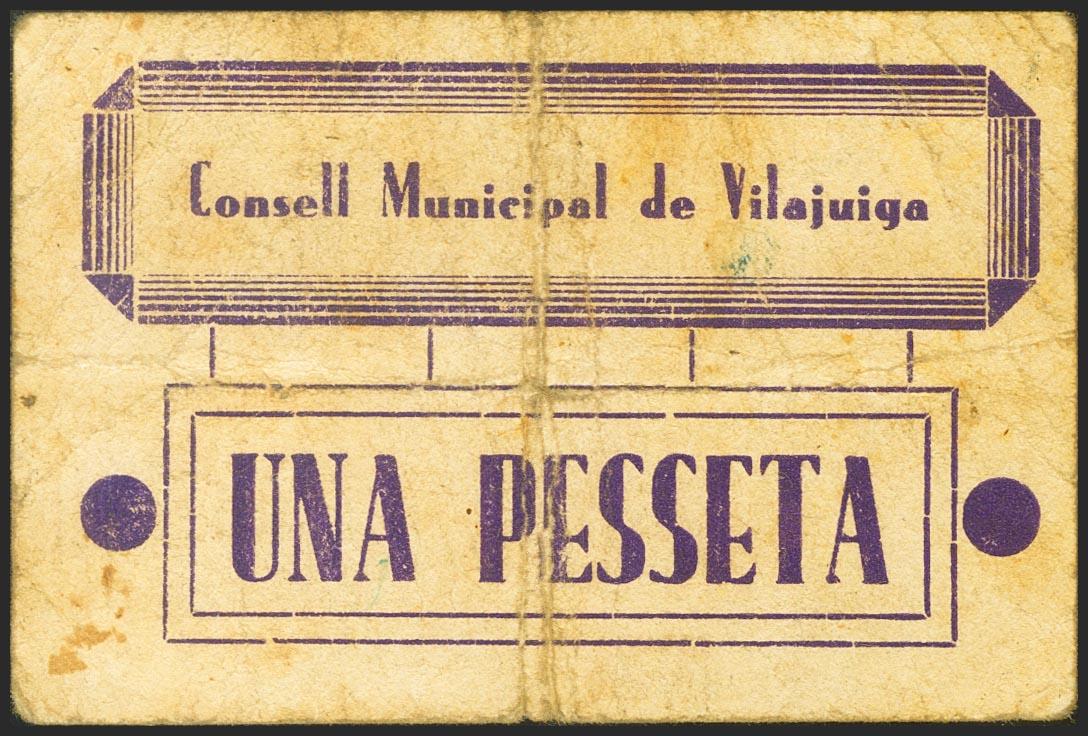 Consell Municipal de Vilajuiga
UNA PESSETA